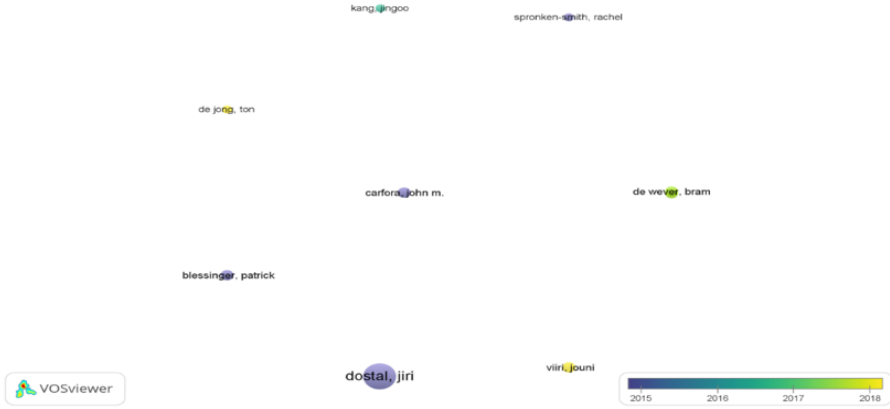 kang, jingoo
spronken-smith, rachel
de jong, ton
carfora, john m.
de wever, bram
blessinger, patrick
dostal, jiri
viiri, jouni
VOSviewer
2015 2016 2017 2018